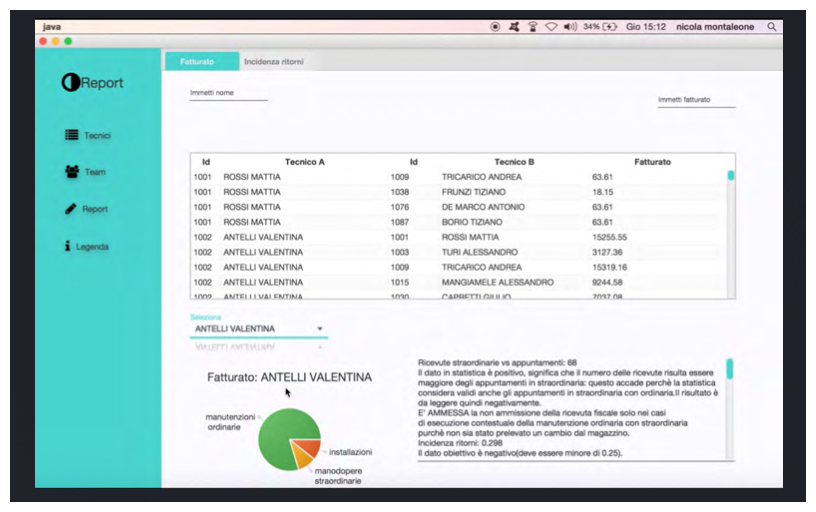 java
34% Gio 15:12 nicola montaleone
Report
Tecnici
Team
Report
Legenda
Fatturato Incidenza ritorni
Immetti nome
Immetti fatturato
Id Tecnico A Id Tecnico B Fatturato
1001 ROSSI MATTIA 1009 TRICARICO ANDREA 63.61
1001 ROSSI MATTIA 1038 FRUNZI TIZIANO 18.15
1001 ROSSI MATTIA 1076 DE MARCO ANTONIO 63.61
1001 ROSSI MATTIA 1087 BORIO TIZIANO 63.61
1002 ANTELLI VALENTINA 1001 ROSSI MATTIA 15255.55
1002 ANTELLI VALENTINA 1003 TURI ALESSANDRO 3127.36
1002 ANTELLI VALENTINA 1009 TRICARICO ANDREA 15319.16
1002 ANTELLI VALENTINA 1015 MANGIAMELE ALESSANDRO 9244.58
1002 ANTELLI VALENTINA 1030 7037.08
Seleziona
ANTELLI VALENTINA
Fatturato: ANTELLI VALENTINA
manutenzioni
ordinarie
installazioni
manodopere
straordinarie
Ricevute straordinarie vs appuntamenti: 68
Il dato in statistica è positivo, significa che il numero delle ricevute risulta essere
maggiore degli appuntamenti in straordinaria: questo accade perchè la statistica
considera validi anche gli appuntamenti in straordinaria con ordinaria.Il risultato è
da leggere quindi negativamente.
E' AMMESSA la non ammissione della ricevuta fiscale solo nei casi
di esecuzione contestuale della manutenzione ordinaria con straordinaria
purchè non sia stato prelevato un cambio dal magazzino.
Incidenza ritorni: 0.298
Il dato obiettivo è negativo(deve essere minore di 0.25).